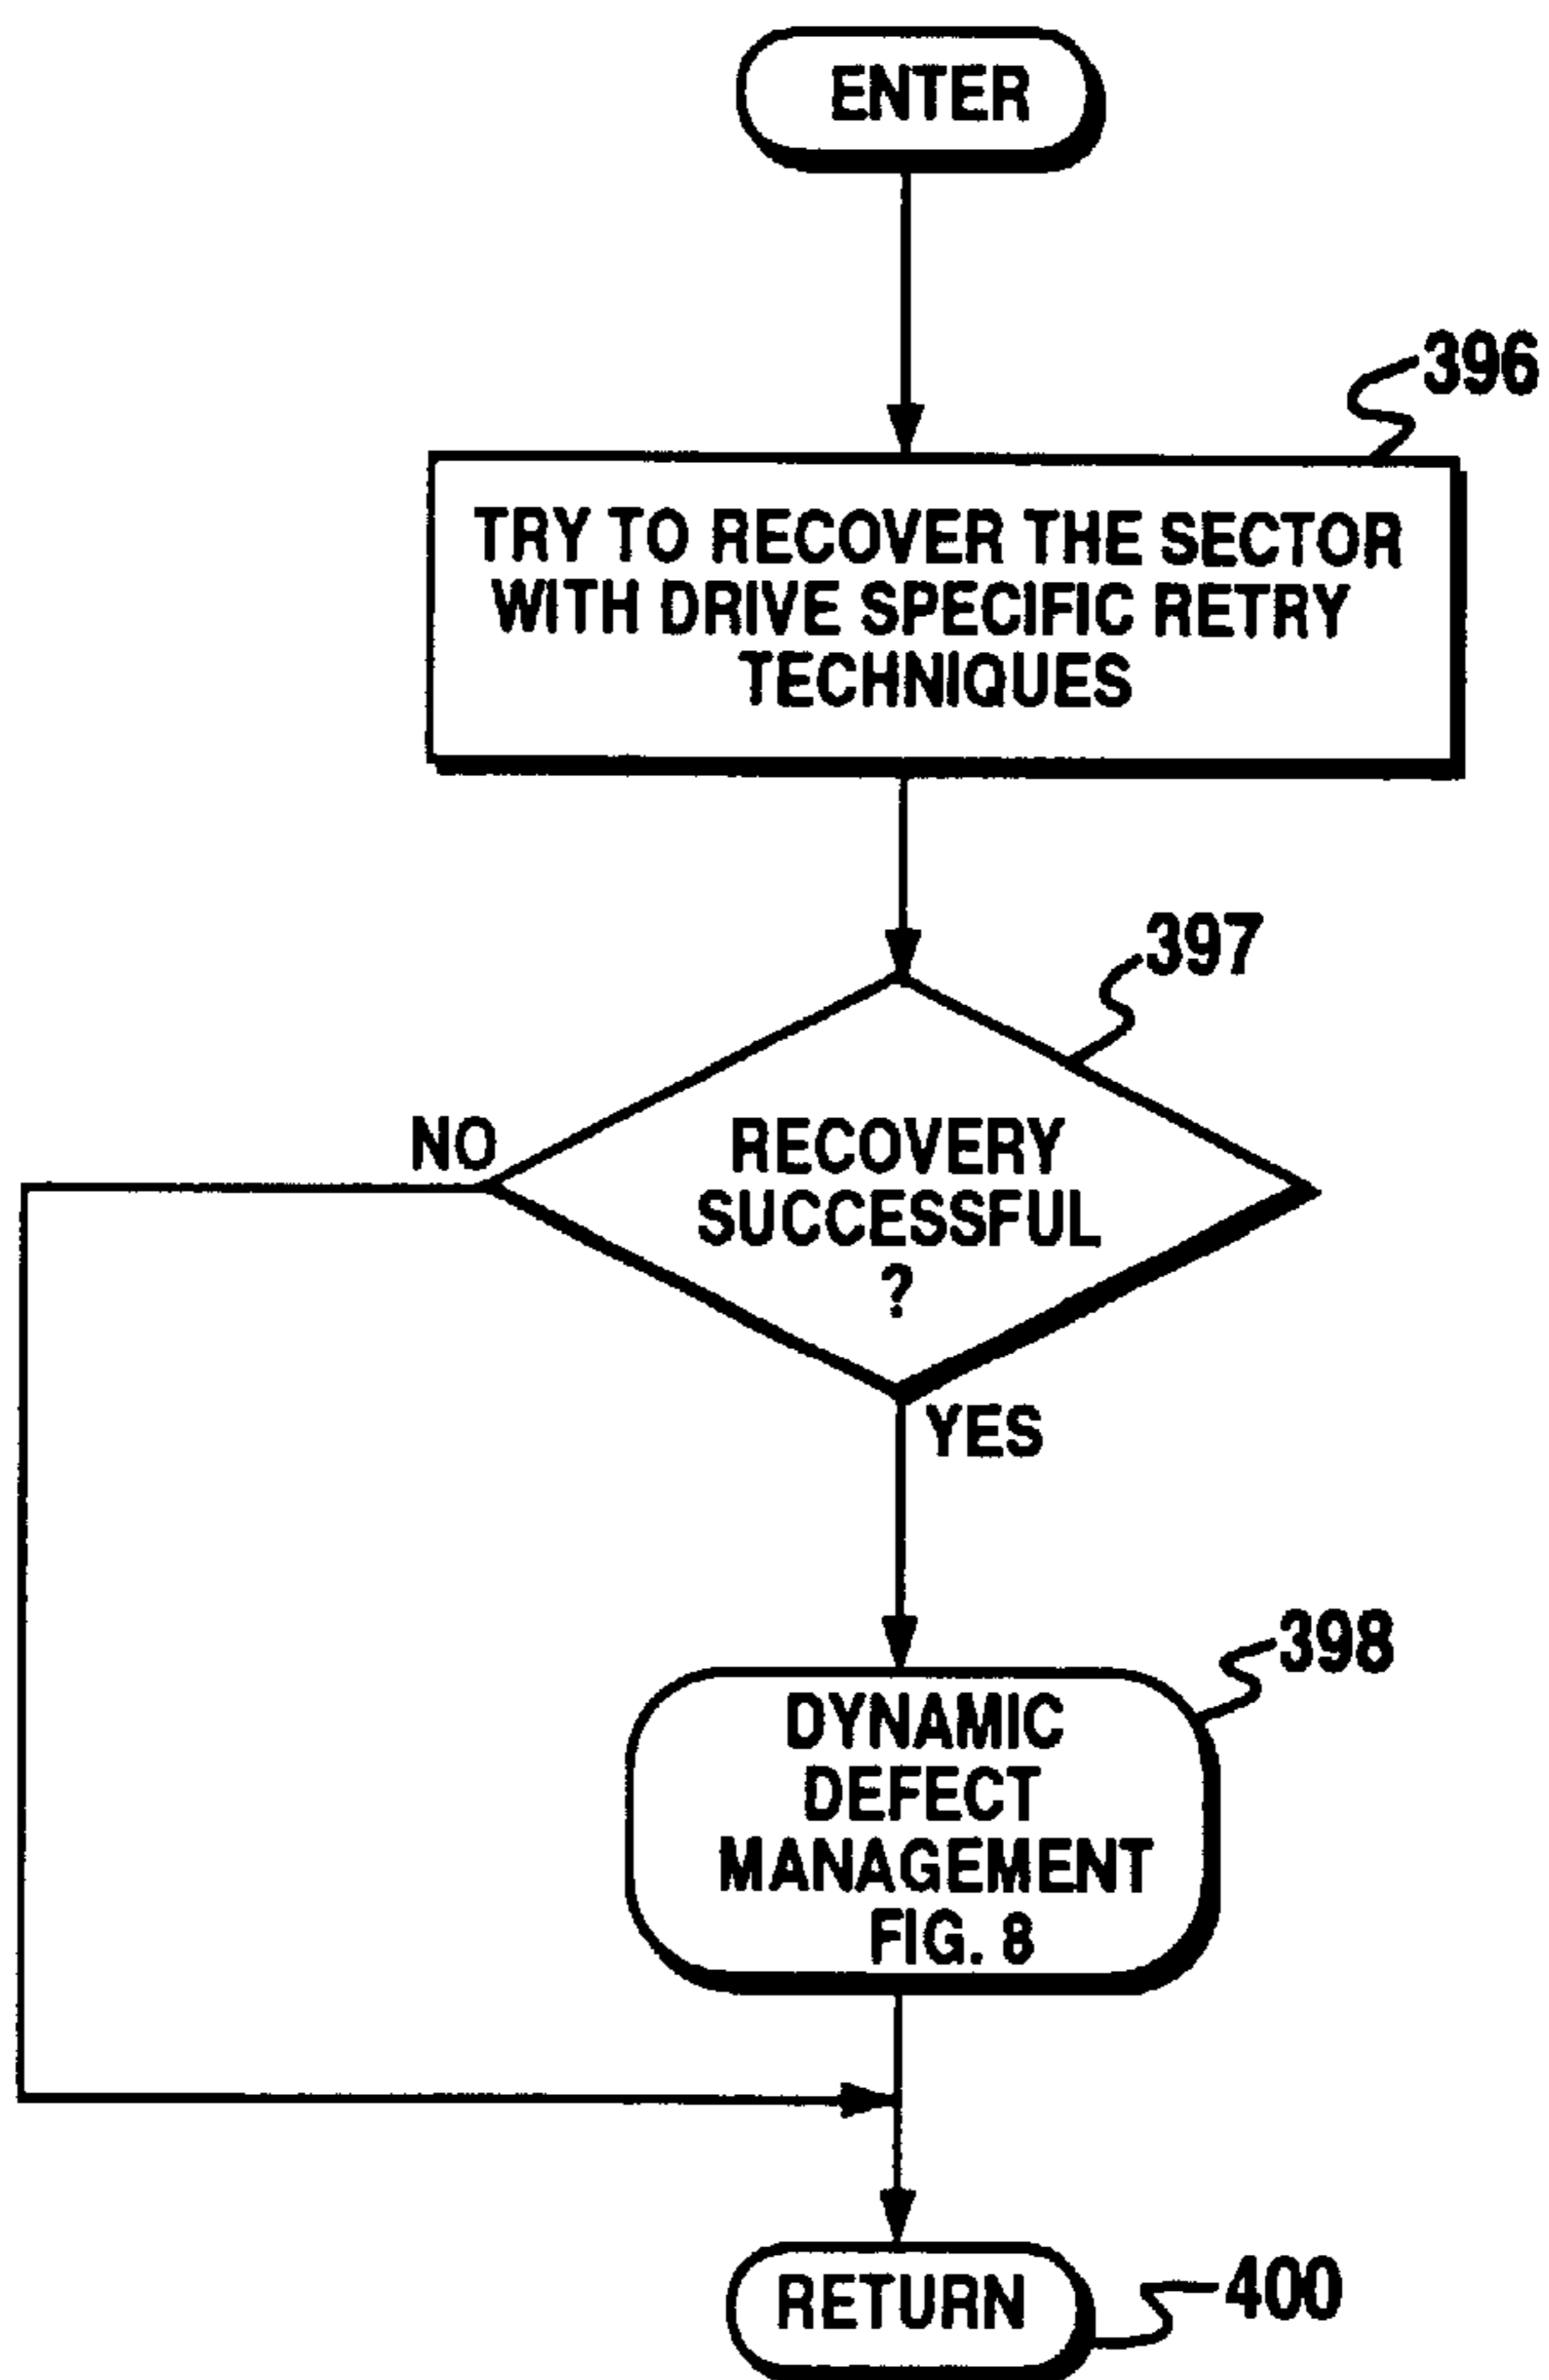 ENTER
396
TRY TO RECOVER THE SECTOR
WITH DRIVE SPECIFIC RETRY
TECHNIQUES
397
NO
RECOVERY
SUCCESSFUL
?
YES
398
DYNAMIC
DEFECT
MANAGEMENT
FIG. 8
RETURN
400